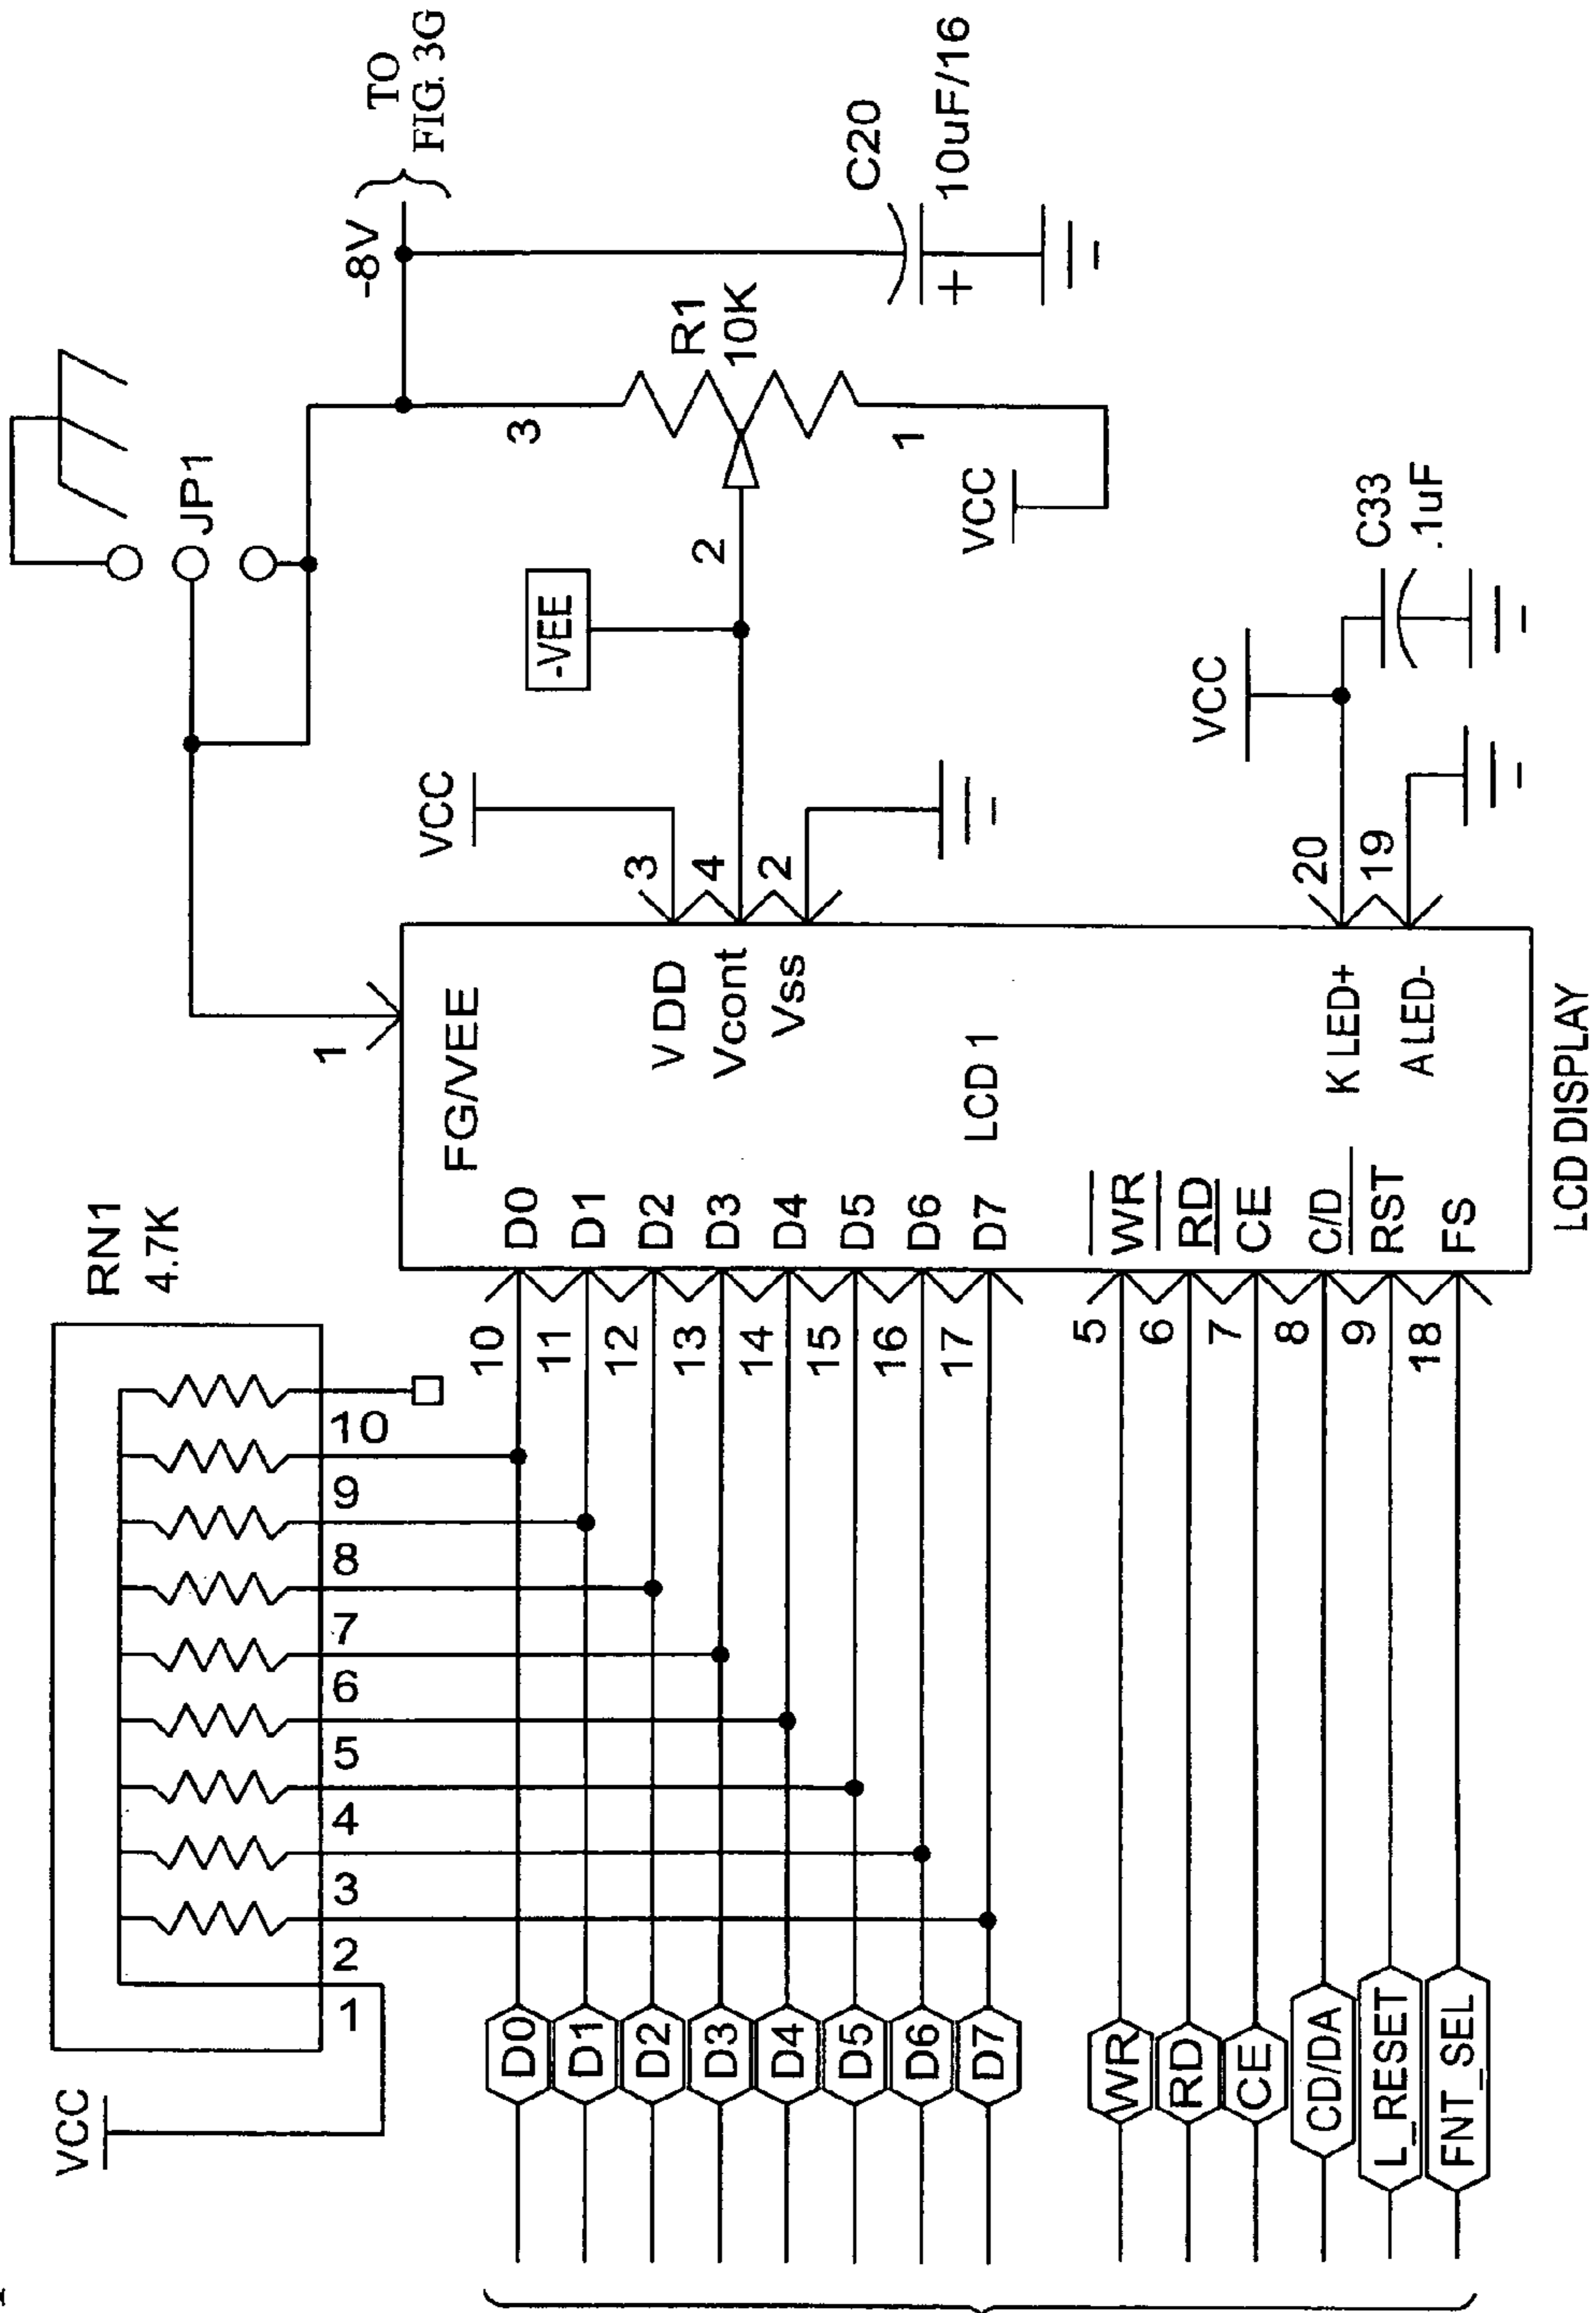 VCC
RN1
4.7K
1
2
3
4
5
6
7
8
9
10
D0
D1
D2
D3
D4
D5
D6
D7
WR
RD
CE
CD/DA
L_RESET
FNT_SEL
10
11
12
13
14
15
16
17
5
6
7
8
9
18
D0
D1
D2
D3
D4
D5
D6
D7
WR
RD
CE
C/D
RST
FS
FG/VEE
V DD
Vcont
Vss
LCD 1
K LED+
A LED-
LCD DISPLAY
1
3
4
2
20
19
VCC
-VEE
VCC
JP1
2
3
1
R1
10K
VCC
C33
.1uF
-8V
TO
FIG. 3G
C20
+
10uF/16